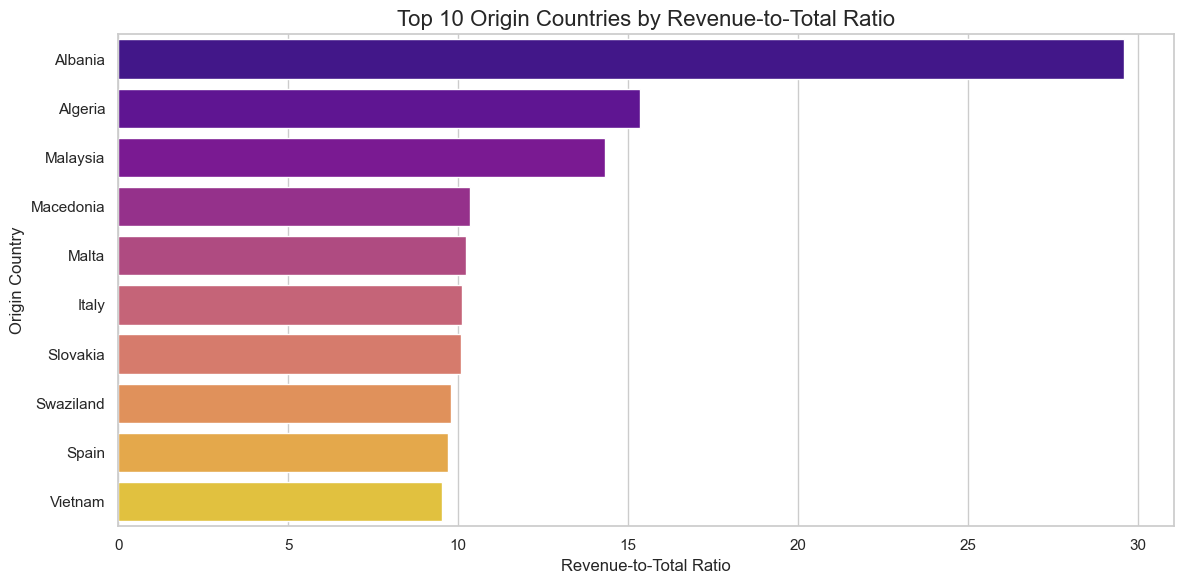 Top 10 Origin Countries by Revenue-to-Total Ratio
Origin Country
Albania
Algeria
Malaysia
Macedonia
Malta
Italy
Slovakia
Swaziland
Spain
Vietnam
0 5 10 15 20 25 30
Revenue-to-Total Ratio